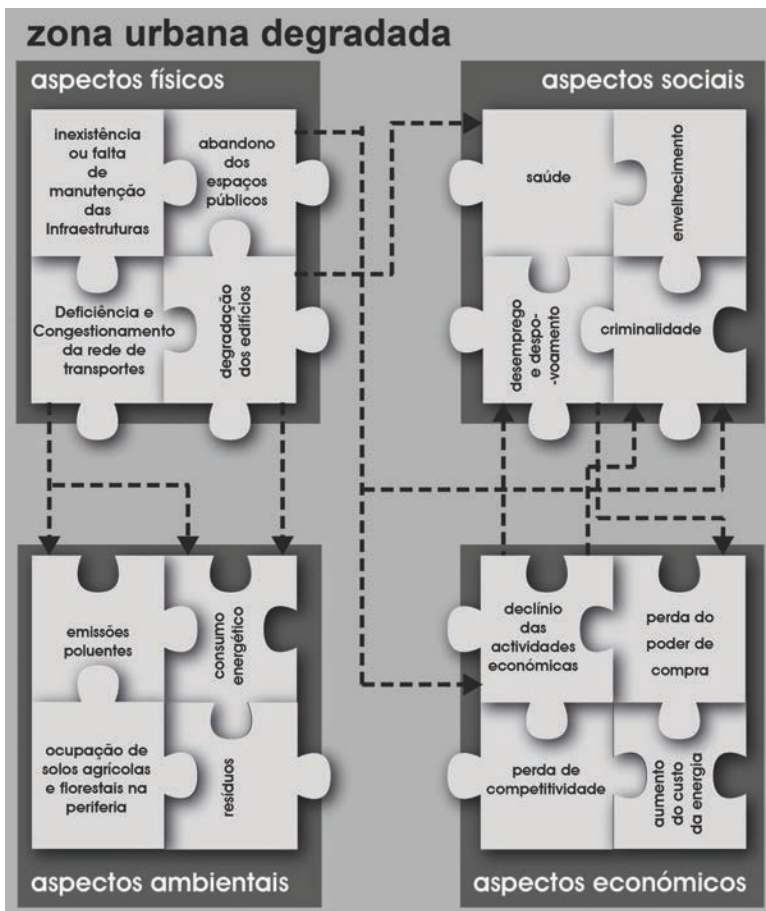 zona urbana degradada
aspectos físicos
inexistência
ou falta
de
manutenção
das
Infraestruturas
abandono
dos
espaços
públicos
Deficiência e
Congestionamento
da rede de
transportes
degradação
dos edifícios
aspectos sociais
saúde
envelhecimento
desemprego
e despo-
-voamento
criminalidade
emissões
poluentes
consumo
energético
ocupação de
solos agrícolas
e florestais na
periferia
resíduos
aspectos ambientais
declínio
das
actividades
económicas
perda do
poder de
compra
perda de
competitividade
aumento
do custo
da energia
aspectos económicos